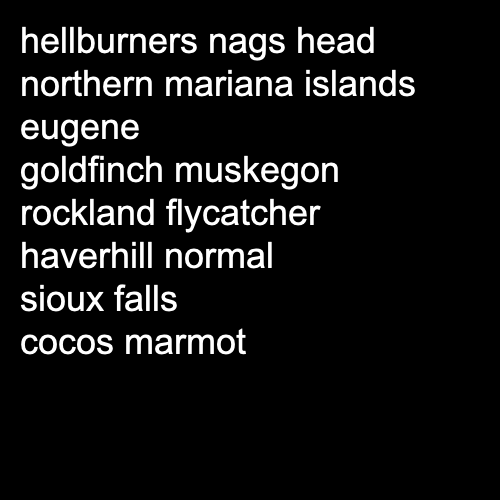 hellburners nags head
northern mariana islands
eugene
goldfinch muskegon
rockland flycatcher
haverhill normal
sioux falls
cocos marmot